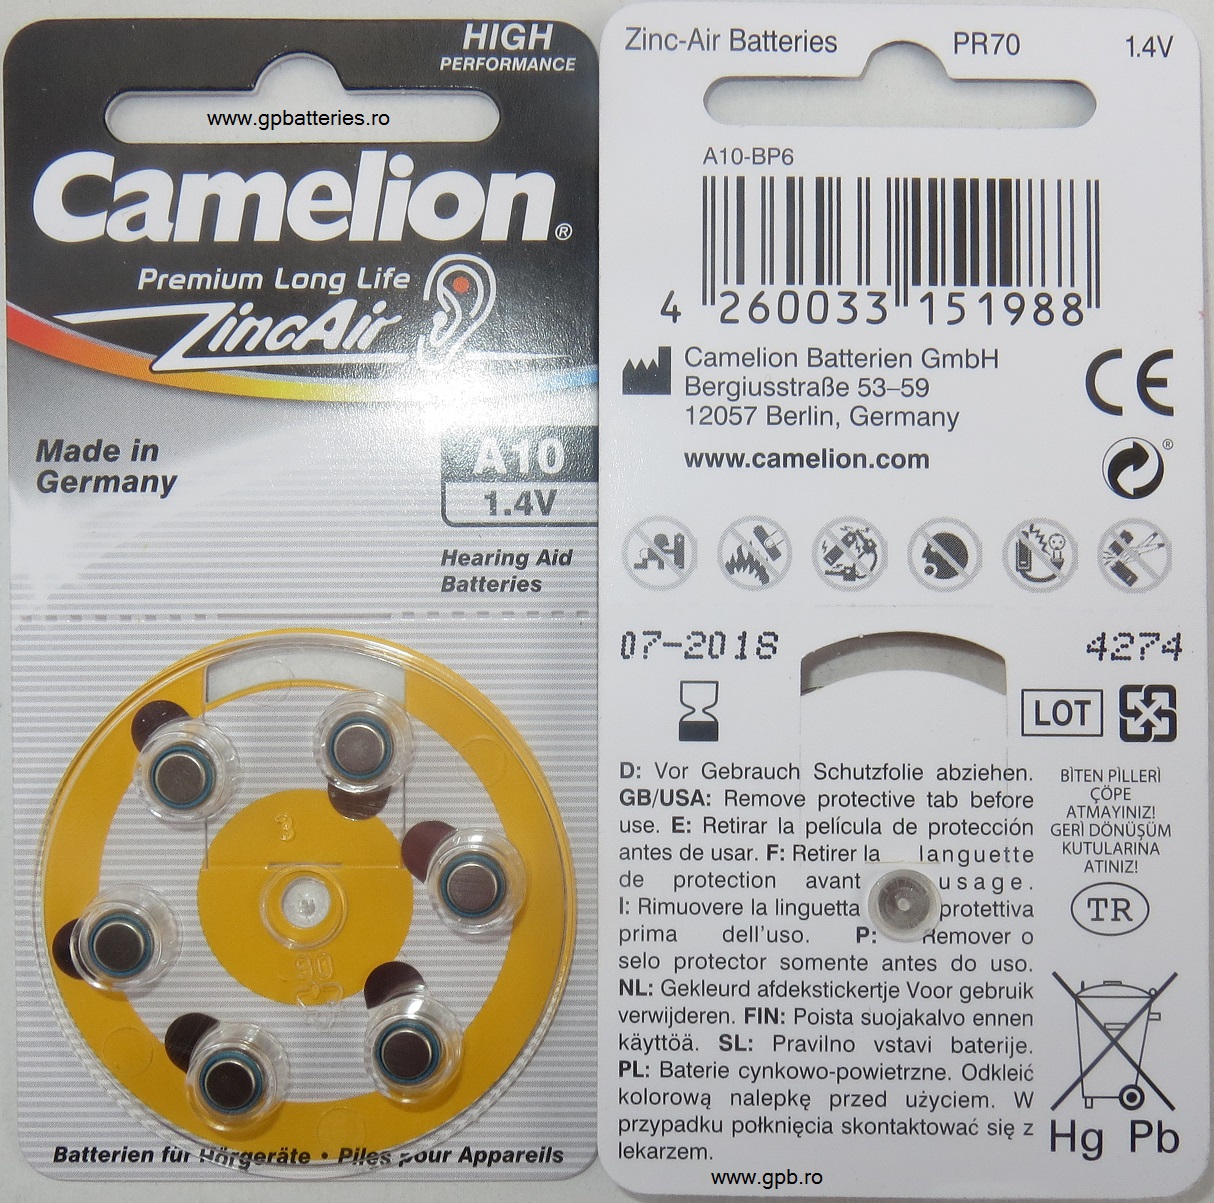 HIGH
PERFORMANCE
www.gpbatteries.ro
Camelion®
Premium Long Life
ZincAir
Made in
Germany
A10
1.4V
Hearing Aid
Batteries
3
90
Batterien für Hörgeräte • Piles pour Appareils
Zinc-Air Batteries PR70 1.4V
A10-BP6
4 260033 151988
Camelion Batterien GmbH
Bergiusstraße 53–59
12057 Berlin, Germany
www.camelion.com
CE
®
07-2018
4274
LOT
D: Vor Gebrauch Schutzfolie abziehen.
GB/USA: Remove protective tab before
use. E: Retirar la película de protección
antes de usar. F: Retirer la languette
de protection avant usage.
I: Rimuovere la linguetta protettiva
prima dell'uso. P: Remover o
selo protector somente antes do uso.
NL: Gekleurd afdekstickertje Voor gebruik
verwijderen. FIN: Poista suojakalvo ennen
käyttöä. SL: Pravilno vstavi baterije.
PL: Baterie cynkowo-powietrzne. Odkleić
kolorową nalepkę przed użyciem. W
przypadku połknięcia skontaktować się z
lekarzem.
BİTEN PİLLERİ
ÇÖPE
ATMAYINIZ!
GERİ DÖNÜŞÜM
KUTULARINA
ATINIZ!
TR
Hg Pb
www.gpb.ro